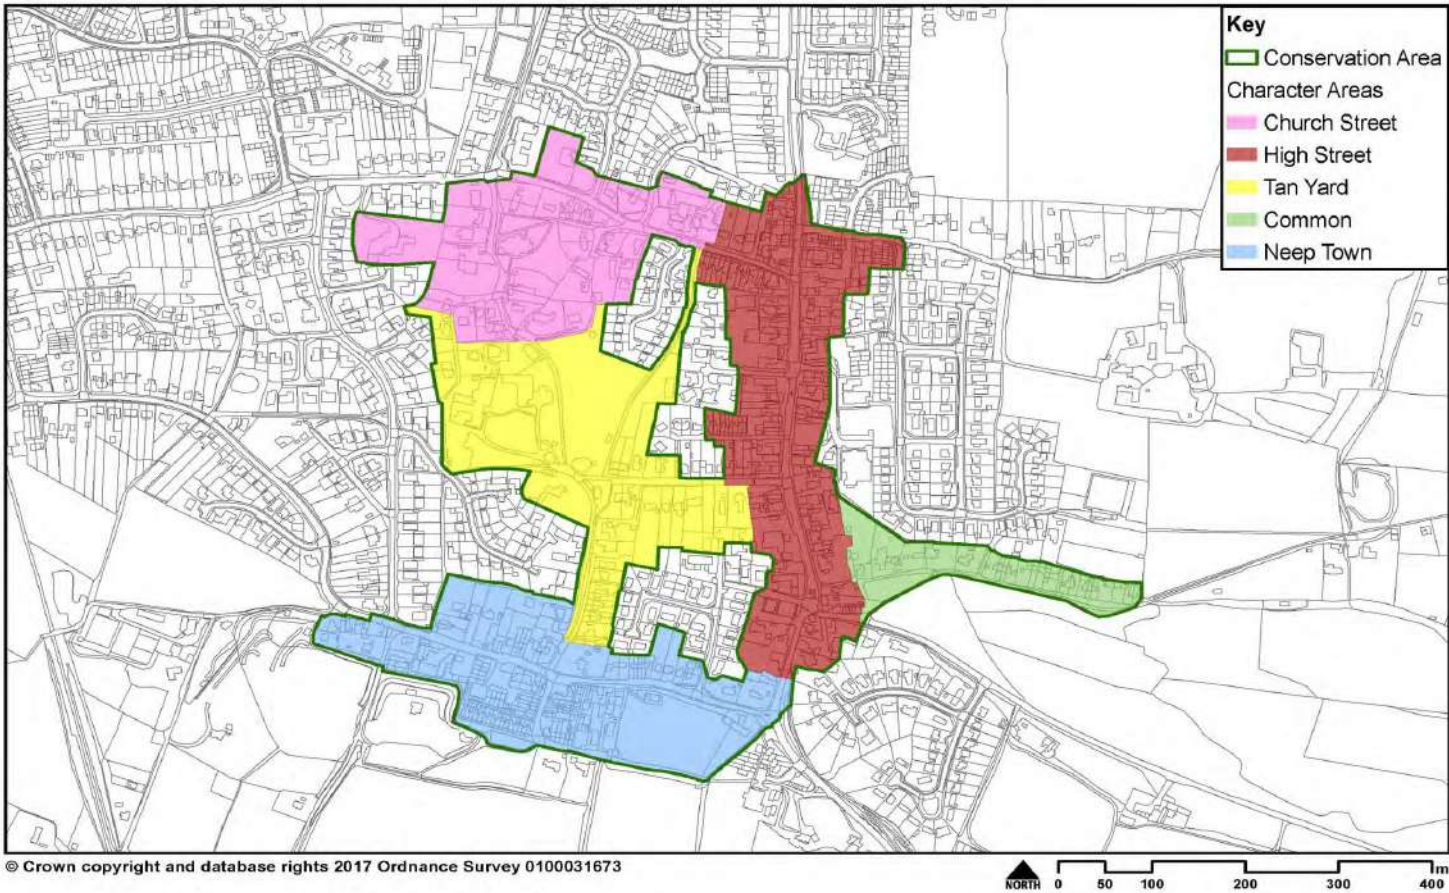 Key
Conservation Area
Character Areas
Church Street
High Street
Tan Yard
Common
Neep Town
© Crown copyright and database rights 2017 Ordnance Survey 0100031673
NORTH
0 50 100 200 300 400
m